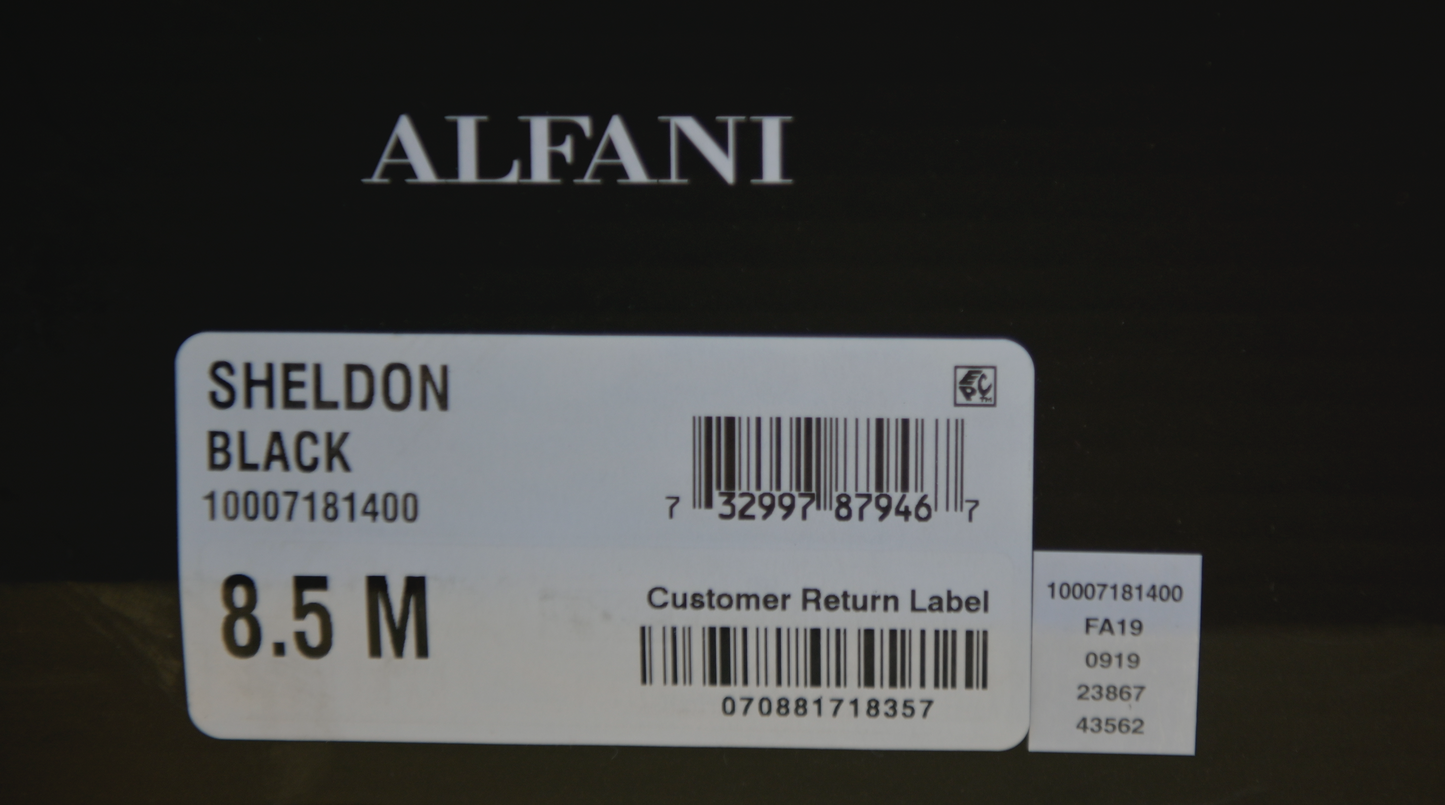 ALFANI
SHELDON
BLACK
10007181400
8.5 M
EPC™
7 32997 87946 7
Customer Return Label
070881718357
10007181400
FA19
0919
23867
43562